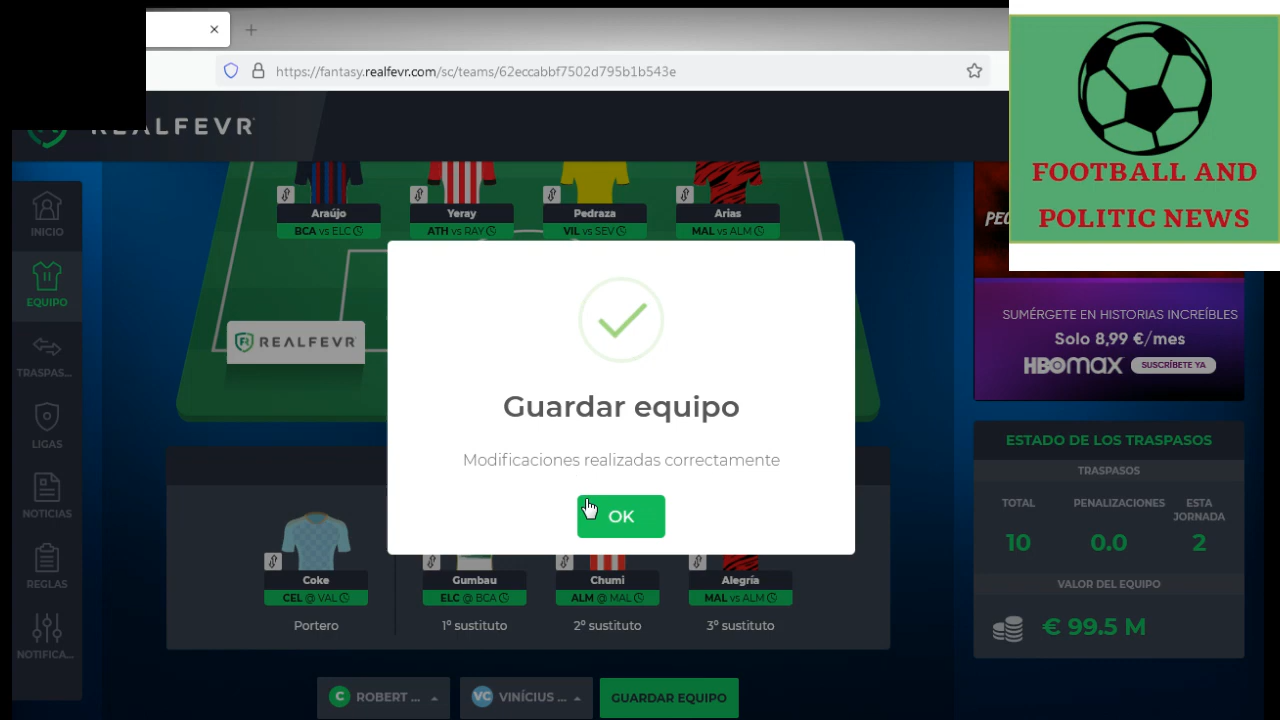 https://fantasy.realfevr.com/sc/teams/62eccabbf7502d795b1b543e
REALFEVR
FOOTBALL AND
POLITIC NEWS
INICIO
EQUIPO
TRASPAS...
LIGAS
NOTICIAS
REGLAS
NOTIFICA...
Araújo
BCA vs ELC
Yeray
ATH vs RAY
Pedraza
VIL vs SEV
Arias
MAL vs ALM
REALFEVR
Guardar equipo
Modificaciones realizadas correctamente
OK
Coke
CEL @ VAL
Portero
Gumbau
ELC @ BCA
1º sustituto
Chumi
ALM @ MAL
2º sustituto
Alegría
MAL vs ALM
3º sustituto
C ROBERT ...
VC VINÍCIUS ...
GUARDAR EQUIPO
SUMÉRGETE EN HISTORIAS INCREÍBLES
Solo 8,99 €/mes
HBOMAX SUSCRÍBETE YA
ESTADO DE LOS TRASPASOS
TRASPASOS
TOTAL PENALIZACIONES ESTA
JORNADA
10 0.0 2
VALOR DEL EQUIPO
€ 99.5 M